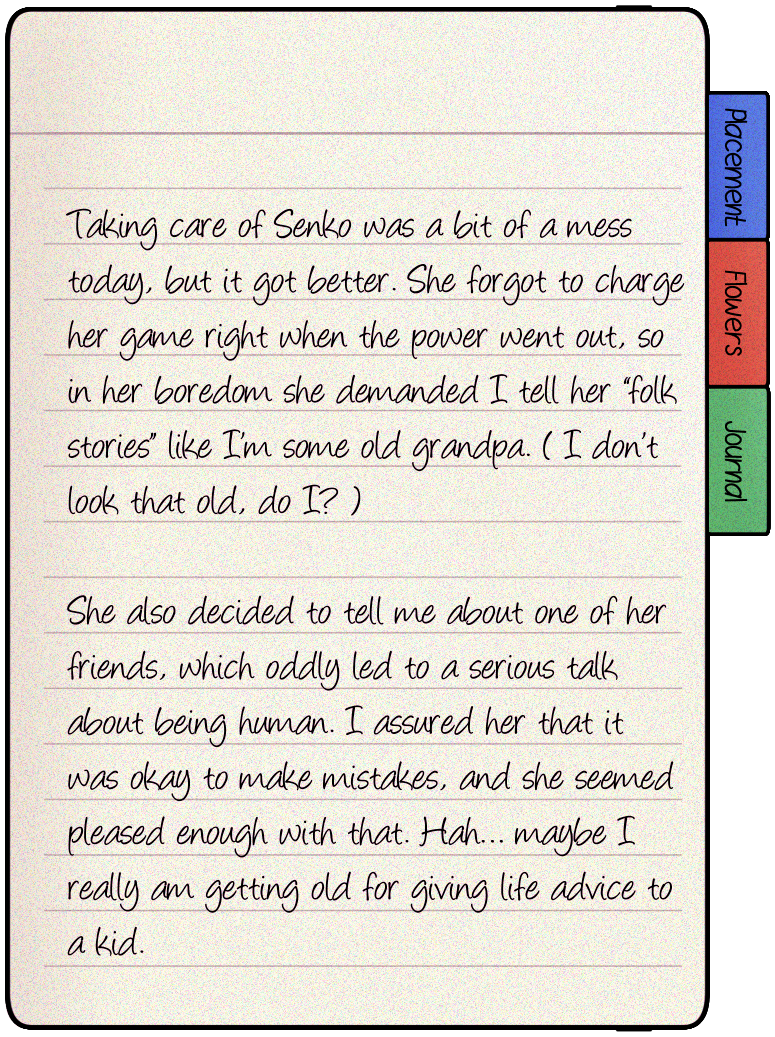 Taking care of Senko was a bit of a mess
today, but it got better. She forgot to charge
her game right when the power went out, so
in her boredom she demanded I tell her “folk
stories” like I'm some old grandpa. ( I don't
look that old, do I? )
She also decided to tell me about one of her
friends, which oddly led to a serious talk
about being human. I assured her that it
was okay to make mistakes, and she seemed
pleased enough with that. Hah... maybe I
really am getting old for giving life advice to
a kid.
Placement
Flowers
Journal